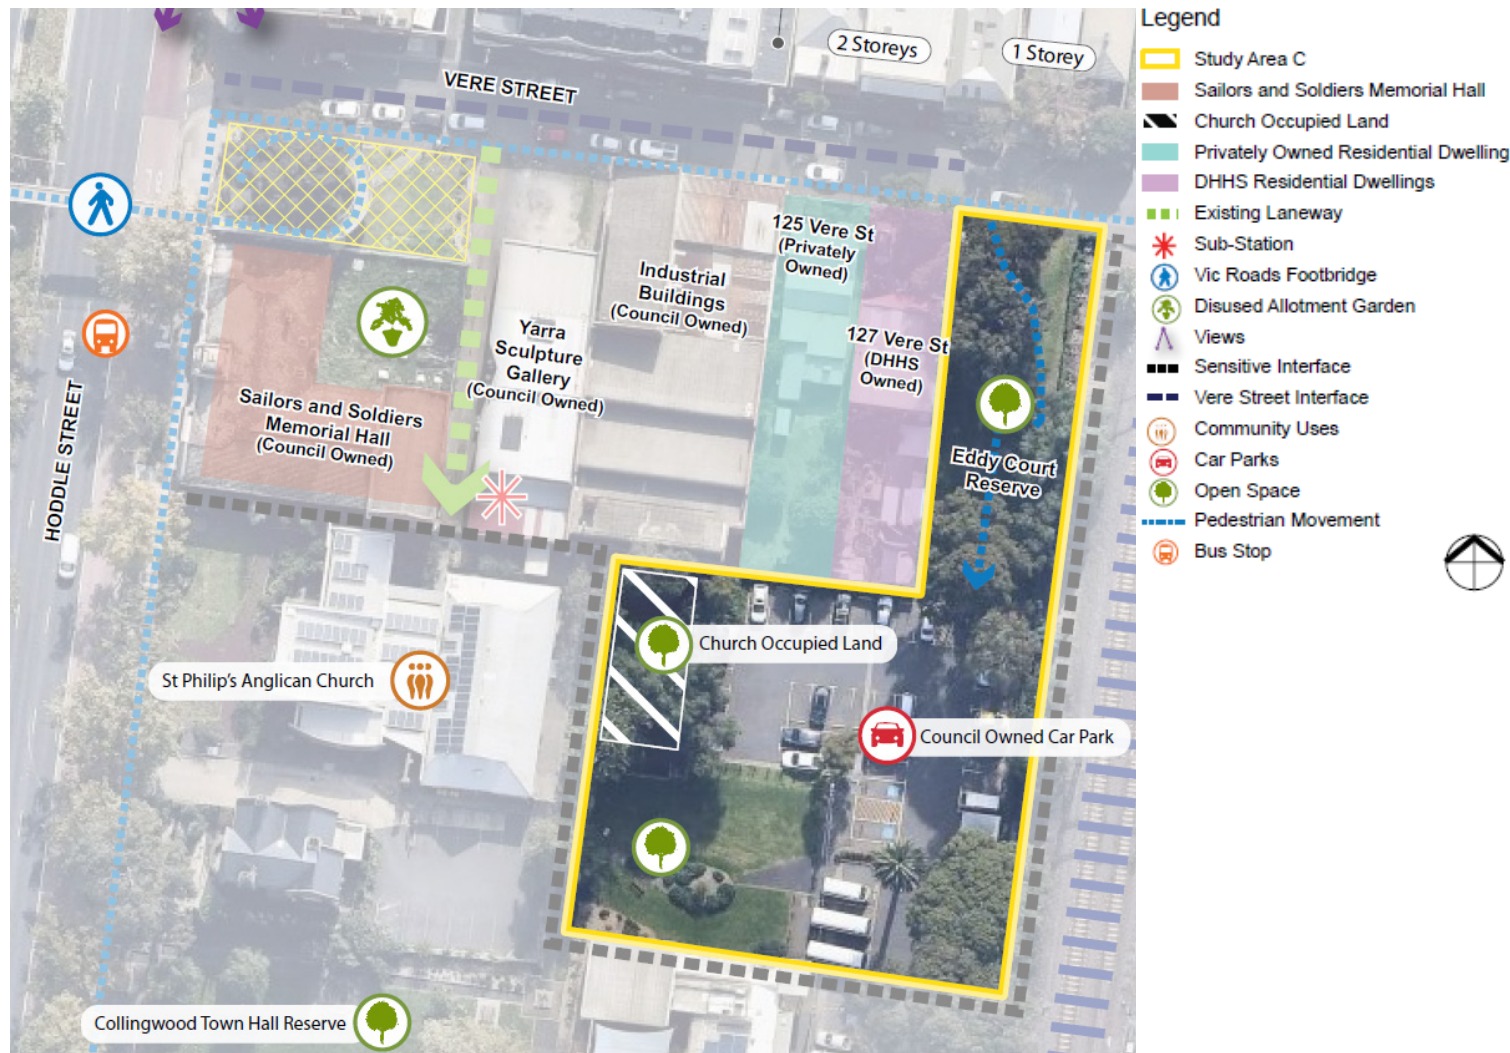 2 Storeys
1 Storey
VERE STREET
125 Vere St
(Privately
Owned)
Industrial
Buildings
(Council Owned)
127 Vere St
(DHHS
Owned)
Yarra
Sculpture
Gallery
(Council Owned)
Sailors and Soldiers
Memorial Hall
(Council Owned)
HODDLE STREET
Eddy Court
Reserve
Church Occupied Land
St Philip's Anglican Church
Council Owned Car Park
Collingwood Town Hall Reserve
Legend
Study Area C
Sailors and Soldiers Memorial Hall
Church Occupied Land
Privately Owned Residential Dwelling
DHHS Residential Dwellings
Existing Laneway
Sub-Station
Vic Roads Footbridge
Disused Allotment Garden
Views
Sensitive Interface
Vere Street Interface
Community Uses
Car Parks
Open Space
Pedestrian Movement
Bus Stop